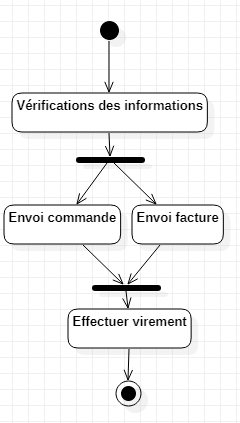 Vérifications des informations
Envoi commande
Envoi facture
Effectuer virement